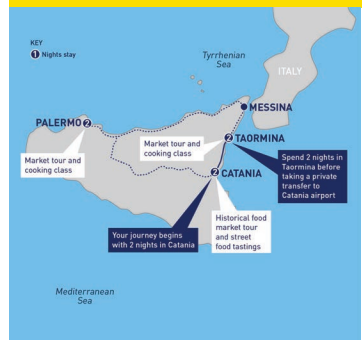 KEY
1 Nights stay
Tyrrhenian
Sea
ITALY
MESSINA
PALERMO 2
Market tour and
cooking class
Market tour and
cooking class
2 TAORMINA
Spend 2 nights in
Taormina before
taking a private
transfer to
Catania airport
2 CATANIA
Your journey begins
with 2 nights in Catania
Historical food
market tour
and street
food tastings
Mediterranean
Sea